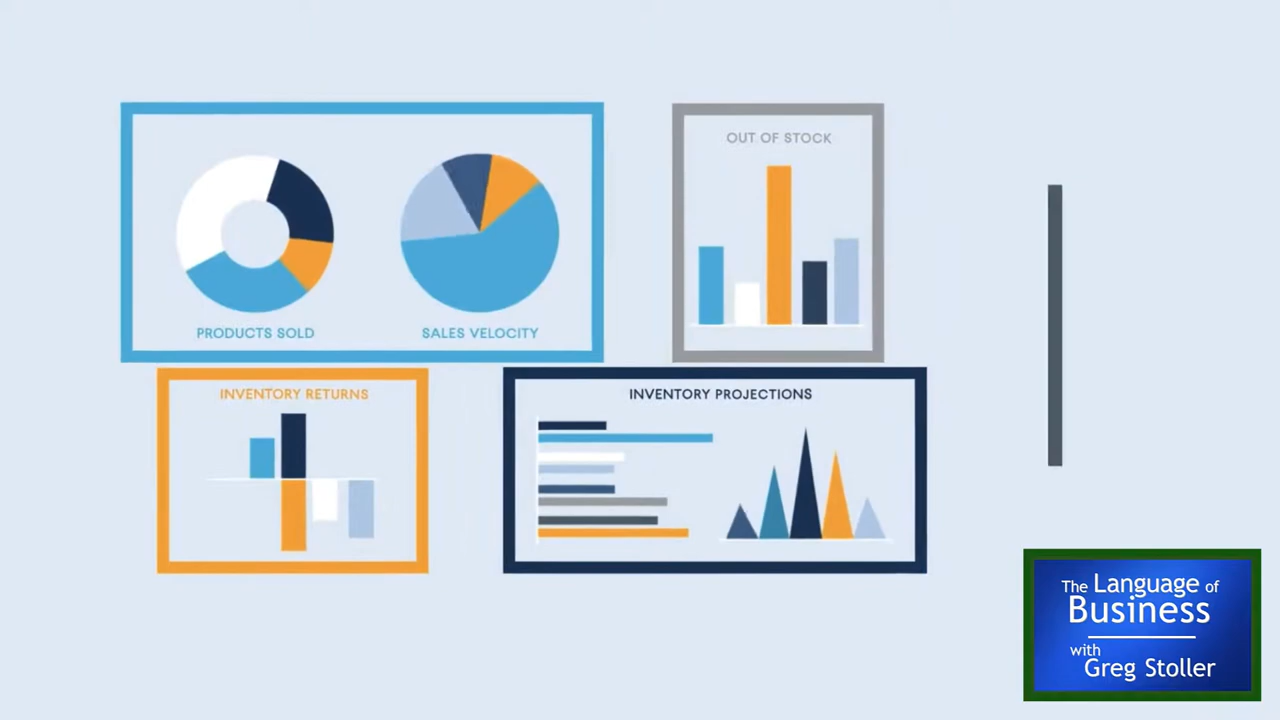 OUT OF STOCK
PRODUCTS SOLD
SALES VELOCITY
INVENTORY RETURNS
INVENTORY PROJECTIONS
The Language of
Business
with
Greg Stoller